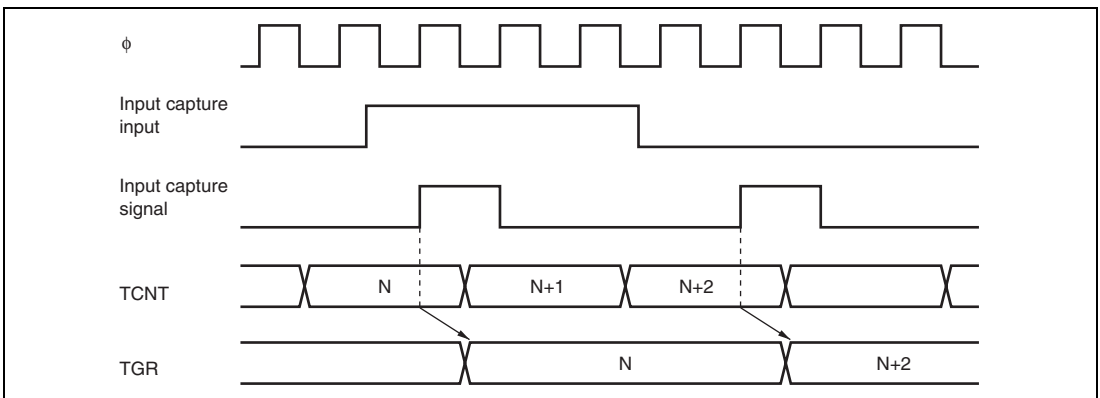 ϕ
Input capture
input
Input capture
signal
TCNT
N
N+1
N+2
TGR
N
N+2